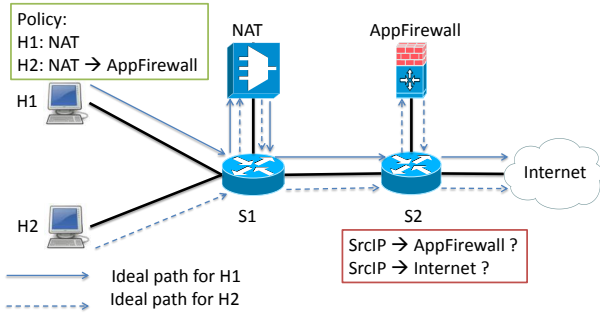 Policy:
H1: NAT
H2: NAT → AppFirewall
NAT
AppFirewall
H1
Internet
H2
S1
S2
SrcIP → AppFirewall ?
SrcIP → Internet ?
Ideal path for H1
Ideal path for H2